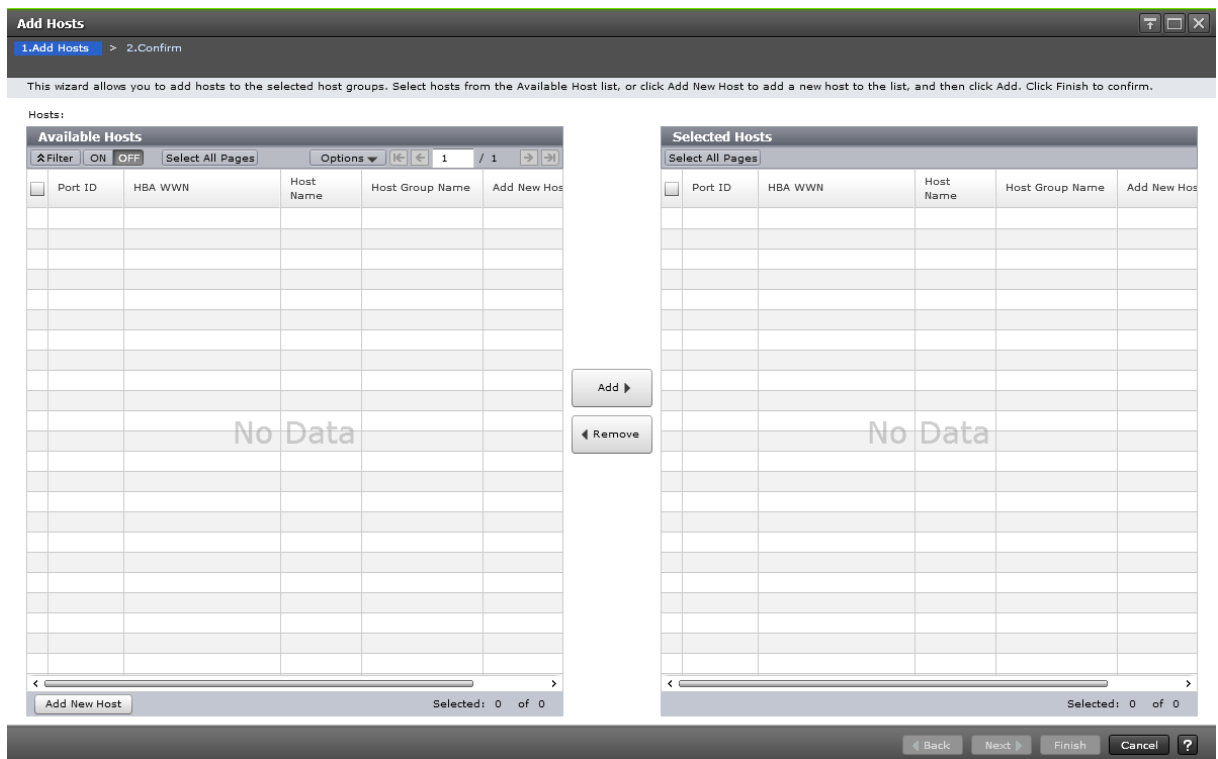 Add Hosts
1.Add Hosts > 2.Confirm
This wizard allows you to add hosts to the selected host groups. Select hosts from the Available Host list, or click Add New Host to add a new host to the list, and then click Add. Click Finish to confirm.
Hosts:
Available Hosts
Filter ON OFF Select All Pages Options 1 / 1
Port ID HBA WWN Host Name Host Group Name Add New Hos
No Data
Add New Host Selected: 0 of 0
Add
Remove
Selected Hosts
Select All Pages
Port ID HBA WWN Host Name Host Group Name Add New Hos
No Data
Selected: 0 of 0
Back Next Finish Cancel ?